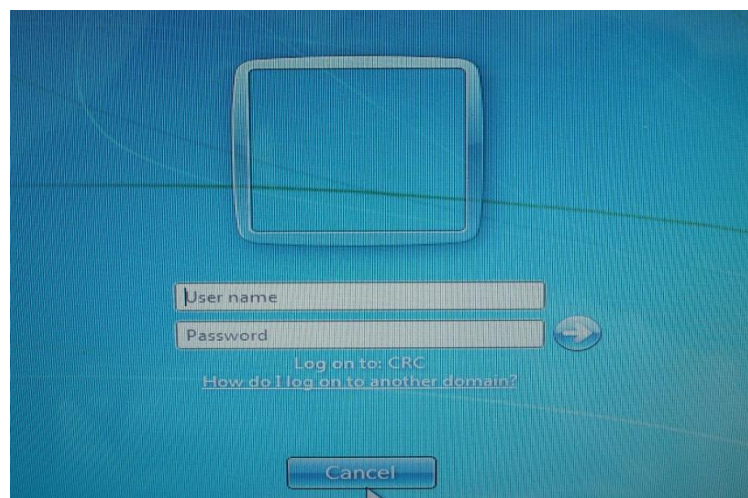 User name
Password
Log on to: CRC
How do I log on to another domain?
Cancel